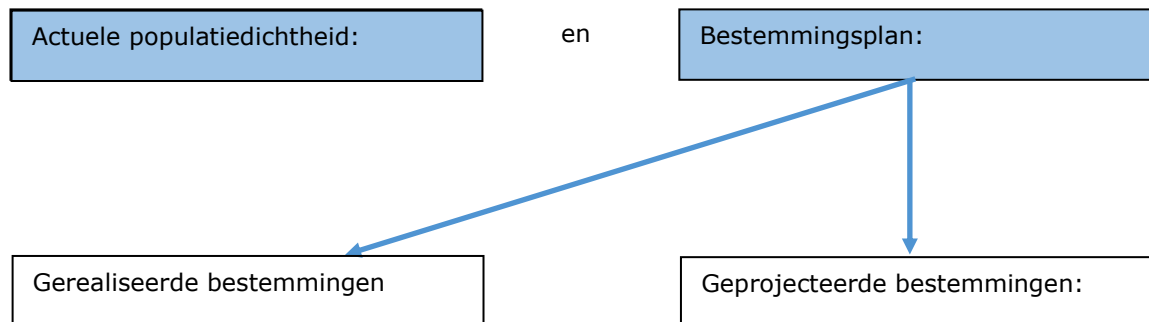 Actuele populatiedichtheid:
en
Bestemmingsplan:
Gerealiseerde bestemmingen
Geprojecteerde bestemmingen: